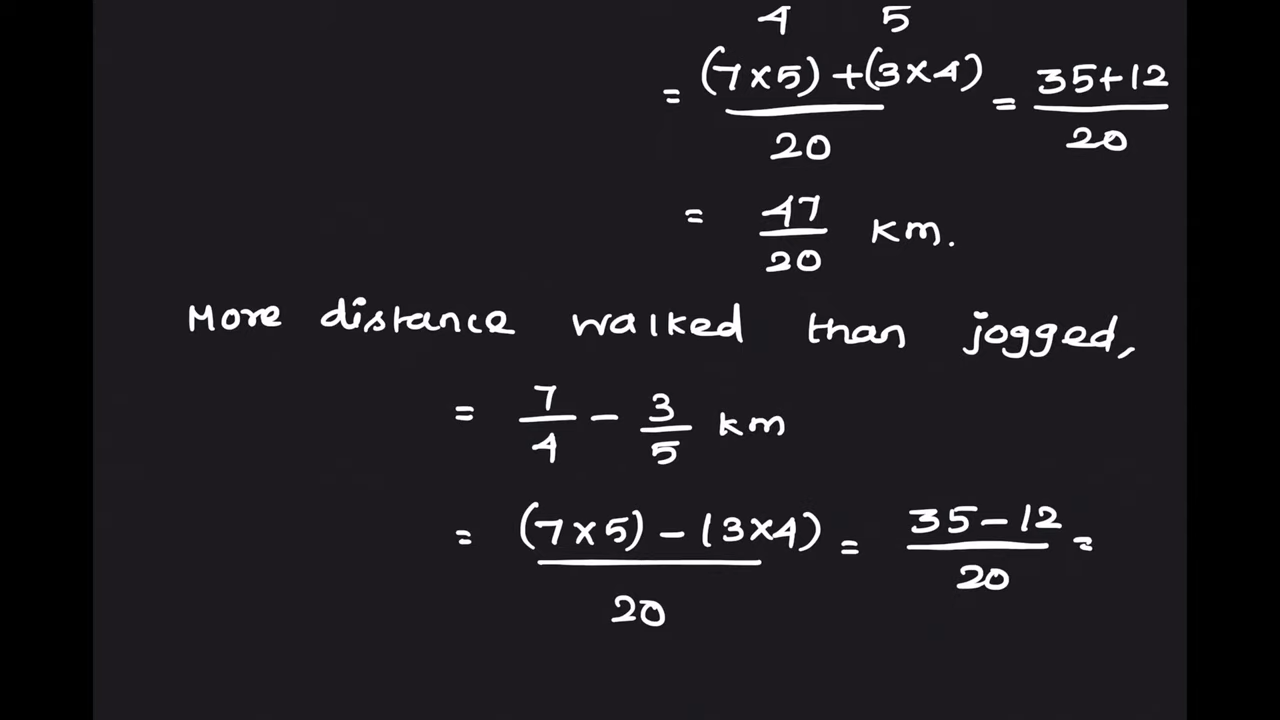 4 5
= (7×5) + (3×4) / 20 = 35+12 / 20
= 47/20 km.
More distance walked than jogged,
= 7/4 − 3/5 km
= (7×5) − (3×4) / 20 = 35−12 / 20 =